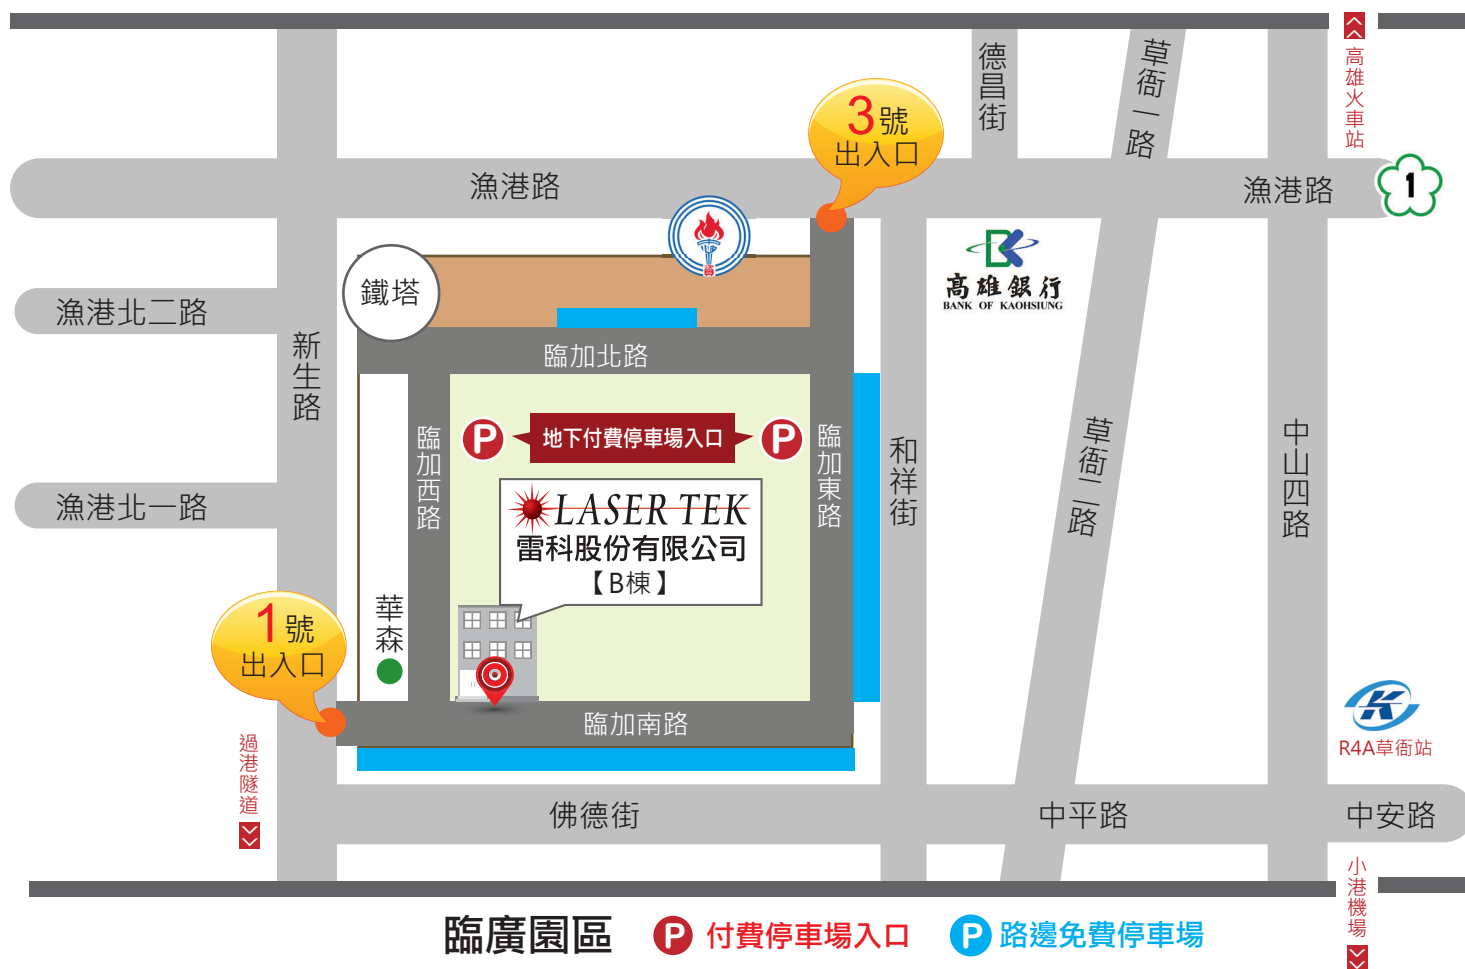 高雄火車站
德昌街
草衙一路
3號
出入口
漁港路
漁港路
1
高雄銀行
BANK OF KAOHSIUNG
鐵塔
漁港北二路
新生路
臨加北路
地下付費停車場入口
P
P
臨加西路
臨加東路
和祥街
草衙二路
中山四路
漁港北一路
LASER TEK
雷科股份有限公司
【B棟】
華森
1號
出入口
臨加南路
R4A草衙站
過港隧道
佛德街
中平路
中安路
小港機場
臨廣園區
P 付費停車場入口
P 路邊免費停車場